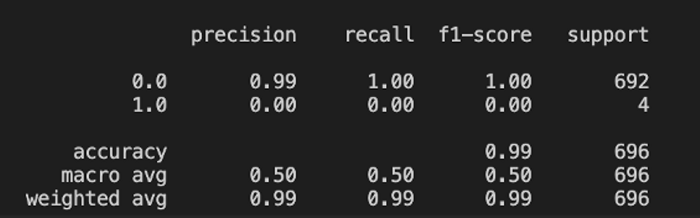 precision recall f1-score support
0.0 0.99 1.00 1.00 692
1.0 0.00 0.00 0.00 4
accuracy 0.99 696
macro avg 0.50 0.50 0.50 696
weighted avg 0.99 0.99 0.99 696